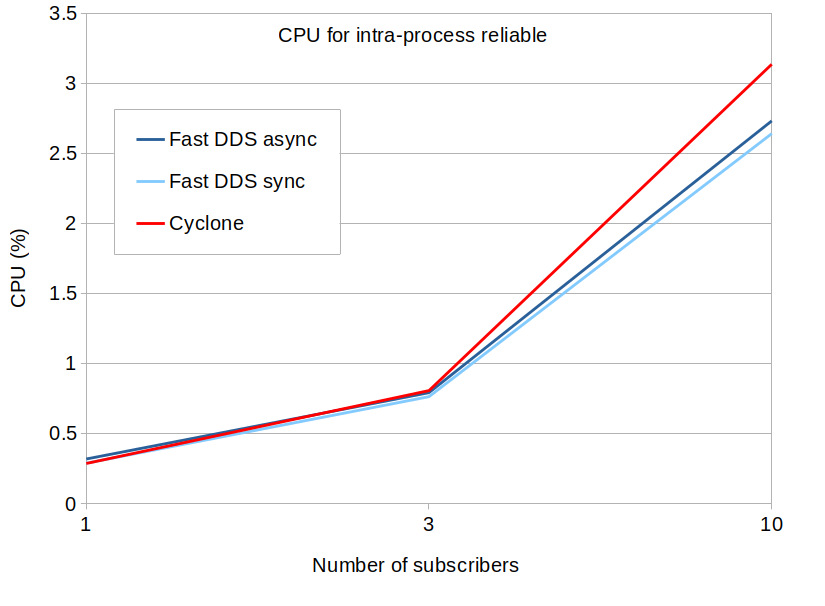 CPU for intra-process reliable
3.5
3
2.5
2
1.5
1
0.5
0
CPU (%)
Fast DDS async
Fast DDS sync
Cyclone
1 3 10
Number of subscribers